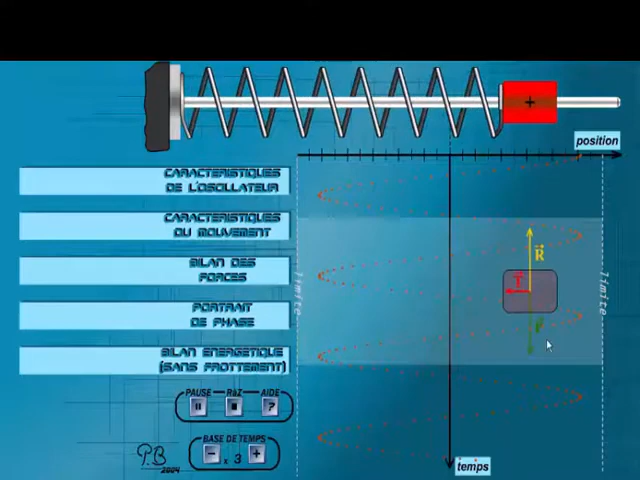 +
position
CARACTERISTIQUES
DE L'OSCILLATEUR
CARACTERISTIQUES
DU MOUVEMENT
BILAN DES
FORCES
PORTRAIT
DE PHASE
BILAN ENERGETIQUE
(SANS FROTTEMENT)
limite
R
T
P
limite
PAUSE RàZ AIDE
?
BASE DE TEMPS
- x 3 +
P.B
2004
temps